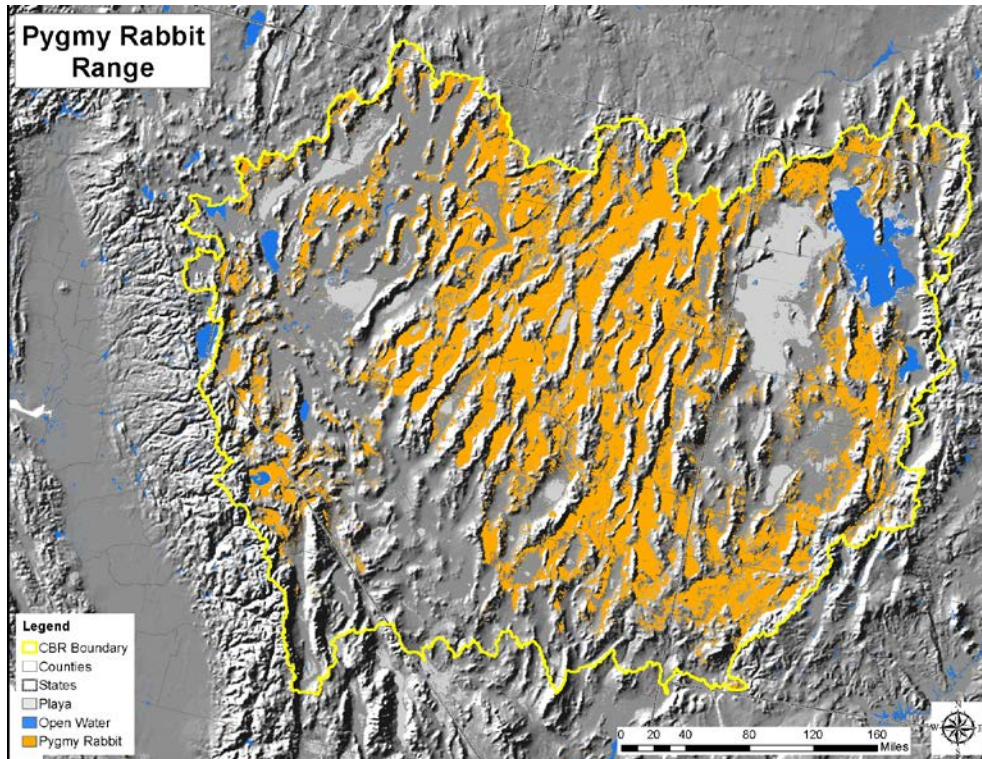 Pygmy Rabbit
Range
Legend
CBR Boundary
Counties
States
Playa
Open Water
Pygmy Rabbit
0 20 40 80 120 160
Miles
N
W E
S